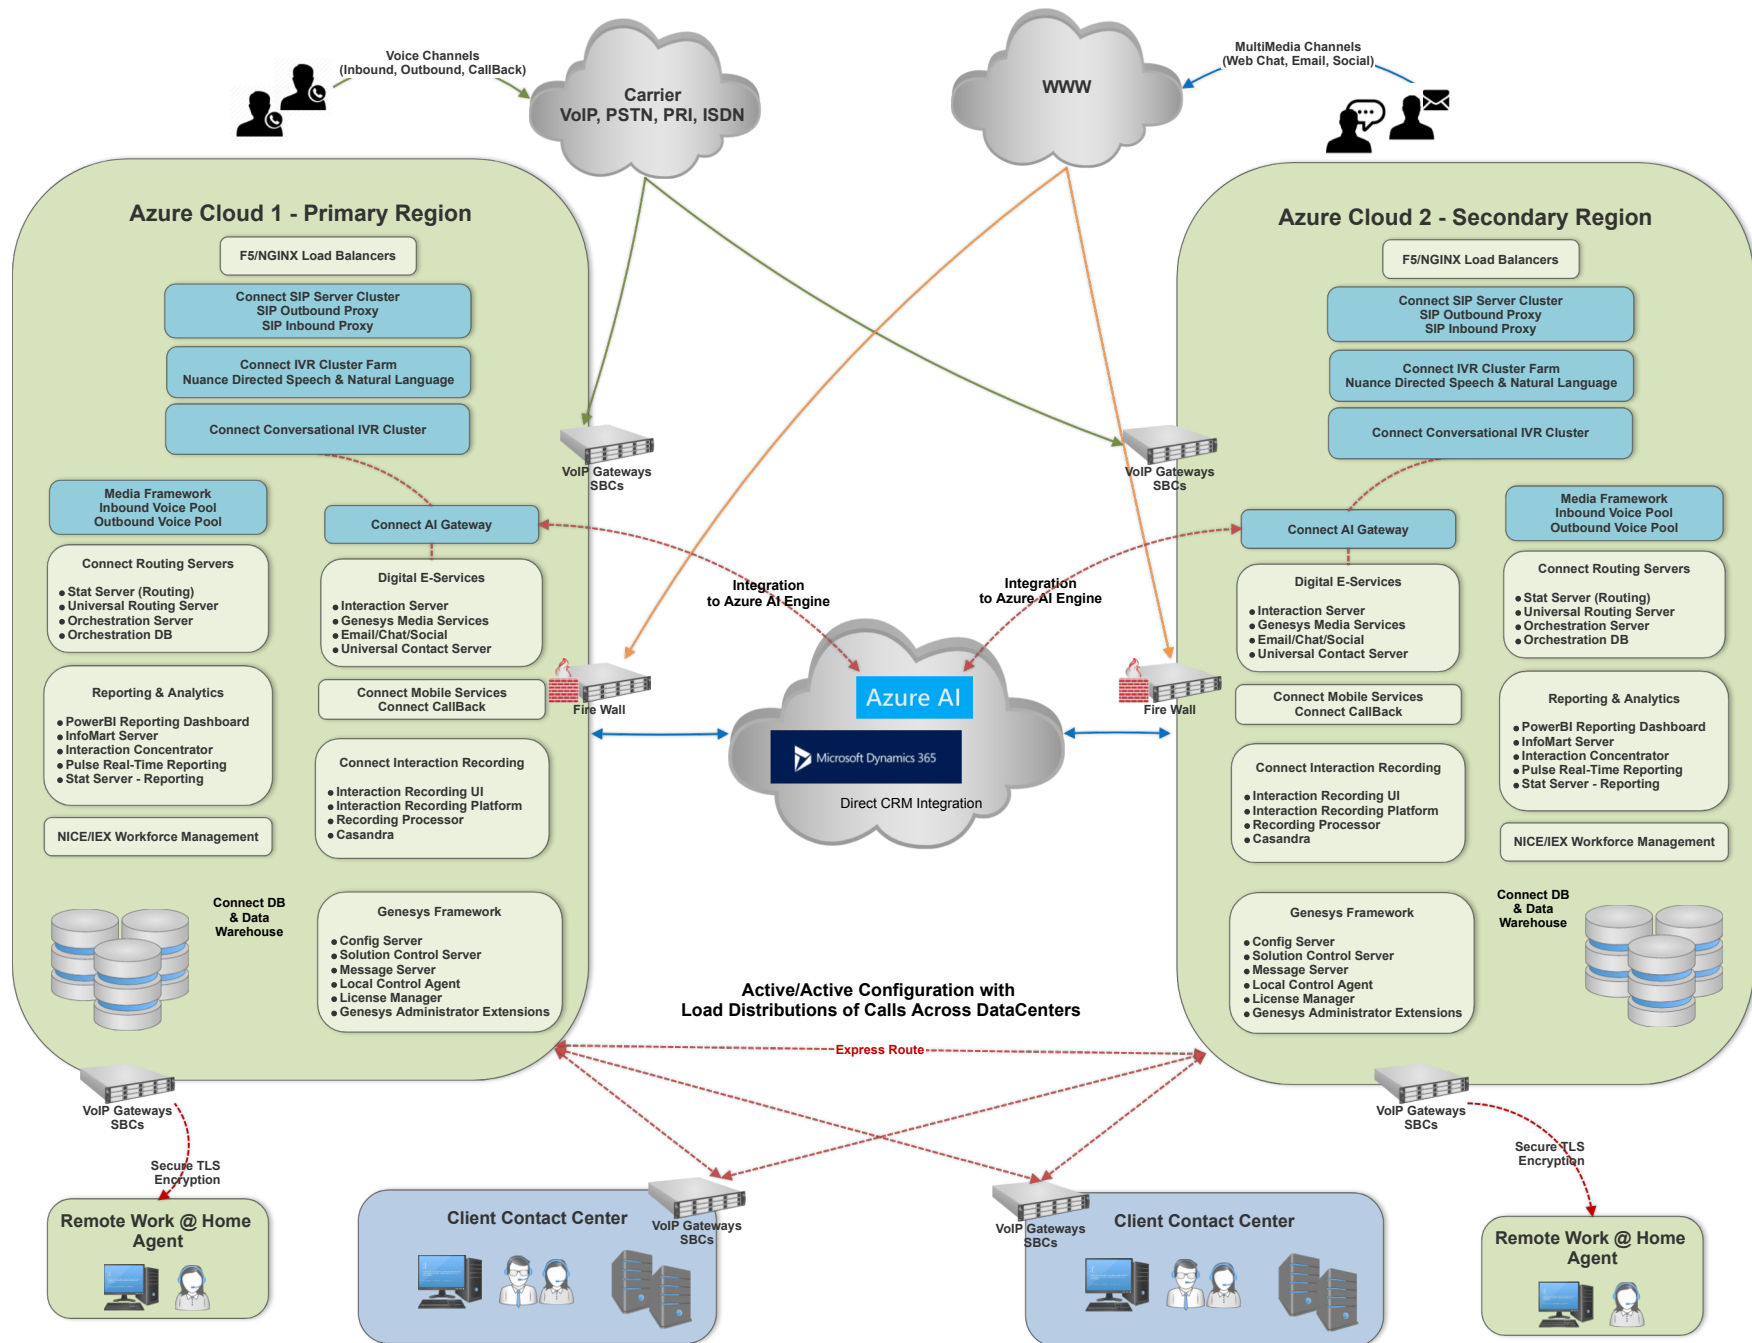 Voice Channels
(Inbound, Outbound, CallBack)
Carrier
VoIP, PSTN, PRI, ISDN
WWW
MultiMedia Channels
(Web Chat, Email, Social)
Azure Cloud 1 - Primary Region
F5/NGINX Load Balancers
Connect SIP Server Cluster
SIP Outbound Proxy
SIP Inbound Proxy
Connect IVR Cluster Farm
Nuance Directed Speech & Natural Language
Connect Conversational IVR Cluster
VoIP Gateways
SBCs
Media Framework
Inbound Voice Pool
Outbound Voice Pool
Connect AI Gateway
Connect Routing Servers
● Stat Server (Routing)
● Universal Routing Server
● Orchestration Server
● Orchestration DB
Digital E-Services
● Interaction Server
● Genesys Media Services
● Email/Chat/Social
● Universal Contact Server
Reporting & Analytics
● PowerBI Reporting Dashboard
● InfoMart Server
● Interaction Concentrator
● Pulse Real-Time Reporting
● Stat Server - Reporting
Connect Mobile Services
Connect CallBack
Fire Wall
Connect Interaction Recording
● Interaction Recording UI
● Interaction Recording Platform
● Recording Processor
● Casandra
NICE/IEX Workforce Management
Connect DB
& Data
Warehouse
Genesys Framework
● Config Server
● Solution Control Server
● Message Server
● Local Control Agent
● License Manager
● Genesys Administrator Extensions
VoIP Gateways
SBCs
Secure TLS
Encryption
Remote Work @ Home
Agent
Integration
to Azure AI Engine
Integration
to Azure AI Engine
Azure AI
Microsoft Dynamics 365
Direct CRM Integration
Active/Active Configuration with
Load Distributions of Calls Across DataCenters
Express Route
Client Contact Center
VoIP Gateways
SBCs
VoIP Gateways
SBCs
Client Contact Center
Azure Cloud 2 - Secondary Region
F5/NGINX Load Balancers
Connect SIP Server Cluster
SIP Outbound Proxy
SIP Inbound Proxy
Connect IVR Cluster Farm
Nuance Directed Speech & Natural Language
Connect Conversational IVR Cluster
VoIP Gateways
SBCs
Connect AI Gateway
Media Framework
Inbound Voice Pool
Outbound Voice Pool
Digital E-Services
● Interaction Server
● Genesys Media Services
● Email/Chat/Social
● Universal Contact Server
Connect Routing Servers
● Stat Server (Routing)
● Universal Routing Server
● Orchestration Server
● Orchestration DB
Fire Wall
Connect Mobile Services
Connect CallBack
Reporting & Analytics
● PowerBI Reporting Dashboard
● InfoMart Server
● Interaction Concentrator
● Pulse Real-Time Reporting
● Stat Server - Reporting
Connect Interaction Recording
● Interaction Recording UI
● Interaction Recording Platform
● Recording Processor
● Casandra
NICE/IEX Workforce Management
Genesys Framework
● Config Server
● Solution Control Server
● Message Server
● Local Control Agent
● License Manager
● Genesys Administrator Extensions
Connect DB
& Data
Warehouse
VoIP Gateways
SBCs
Secure TLS
Encryption
Remote Work @ Home
Agent